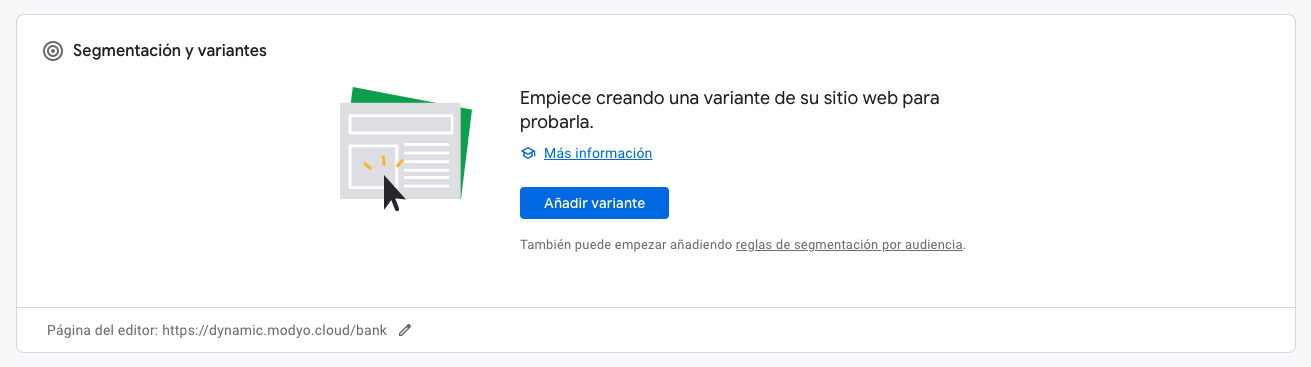 Segmentación y variantes
Empiece creando una variante de su sitio web para
probarla.
Más información
Añadir variante
También puede empezar añadiendo reglas de segmentación por audiencia.
Página del editor: https://dynamic.modyo.cloud/bank